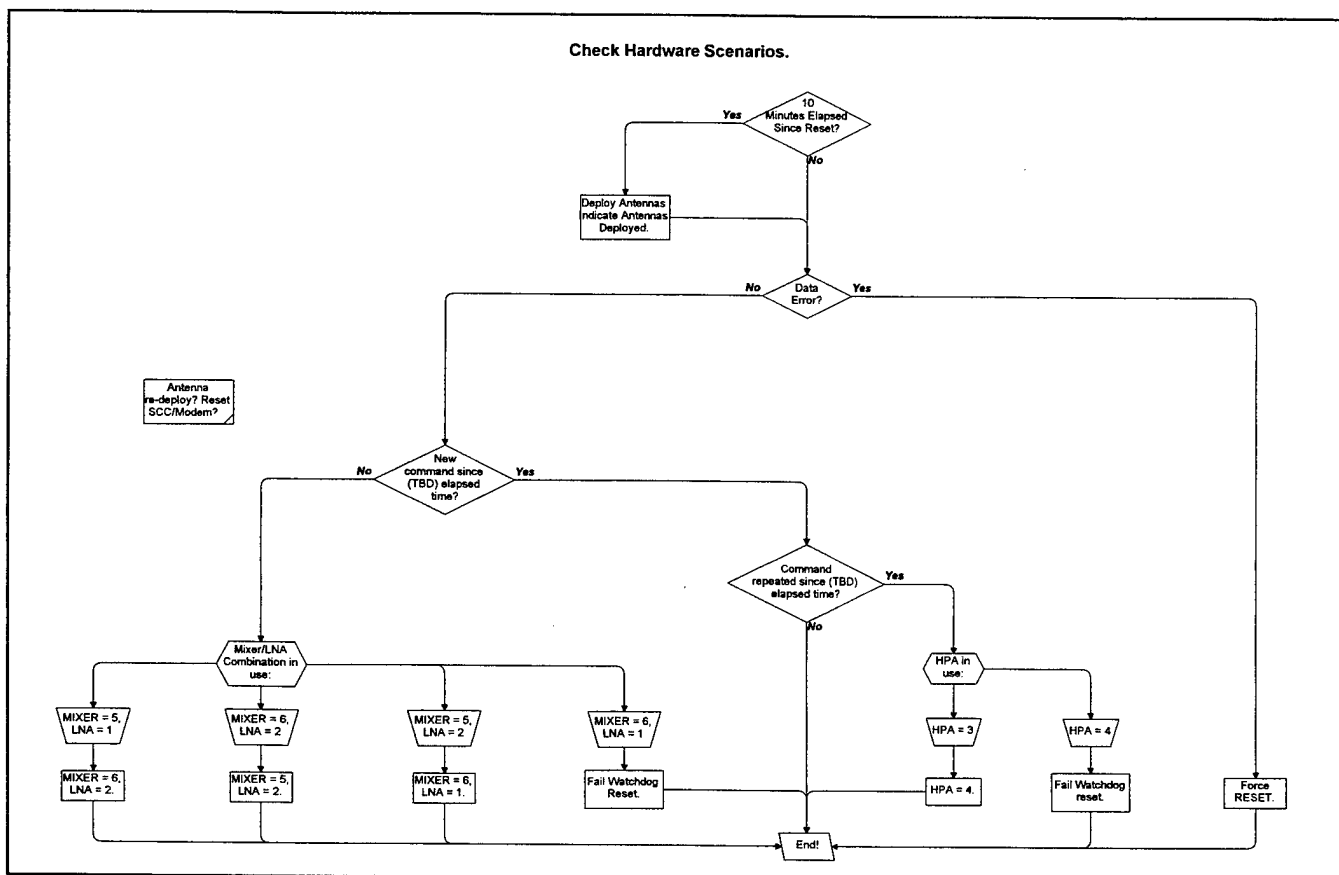 Check Hardware Scenarios.
10
Minutes Elapsed
Since Reset?
Yes
No
Deploy Antennas
ndicate Antennas
Deployed.
Data
Error?
No
Yes
Antenna
re-deploy? Reset
SCC/Modem?
New
command since
(TBD) elapsed
time?
No
Yes
Command
repeated since (TBD)
elapsed time?
Yes
No
Mixer/LNA
Combination in
use:
HPA in
use:
MIXER = 5,
LNA = 1
MIXER = 6,
LNA = 2
MIXER = 5,
LNA = 2
MIXER = 6,
LNA = 1
HPA = 3
HPA = 4
MIXER = 6,
LNA = 2.
MIXER = 5,
LNA = 2.
MIXER = 6,
LNA = 1.
Fail Watchdog
Reset.
HPA = 4.
Fail Watchdog
reset.
Force
RESET.
End!